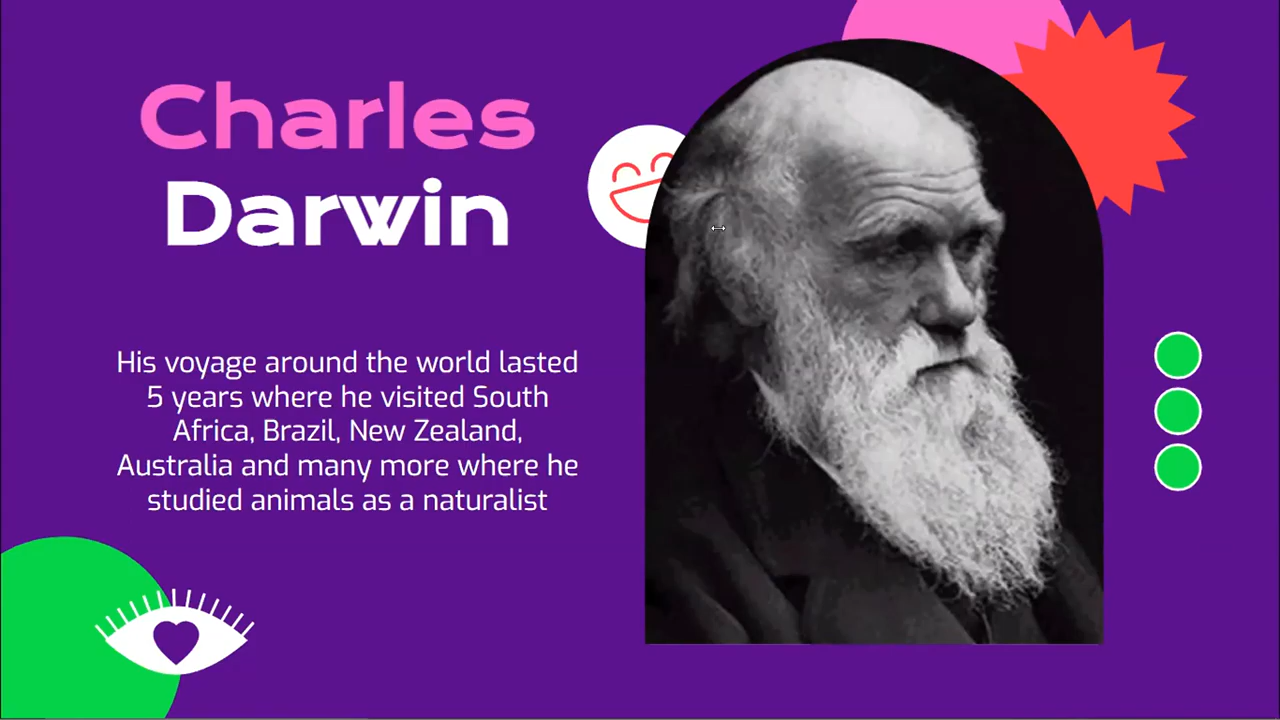 Charles
Darwin
His voyage around the world lasted
5 years where he visited South
Africa, Brazil, New Zealand,
Australia and many more where he
studied animals as a naturalist